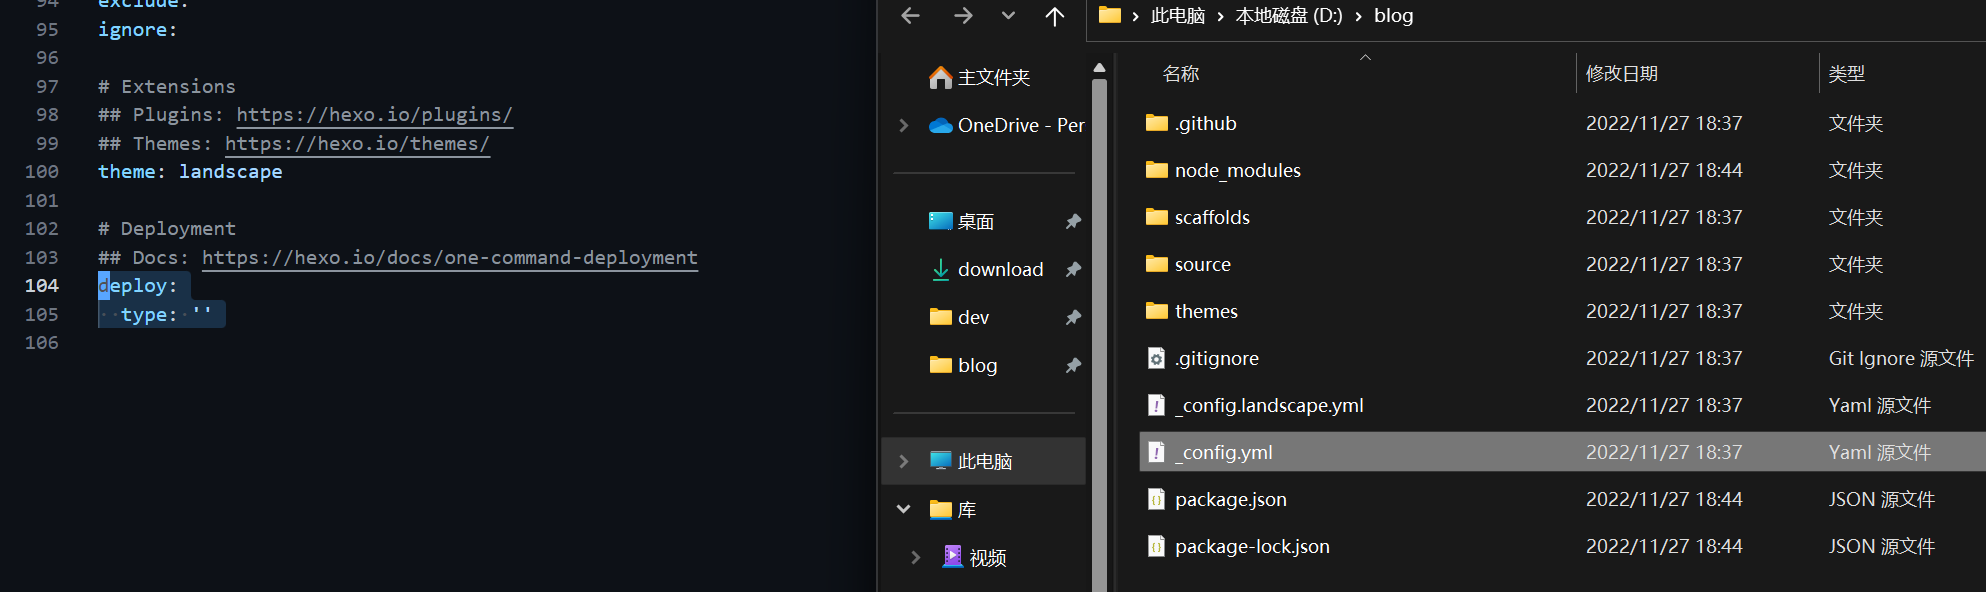 94 exclude:
95 ignore:
96
97 # Extensions
98 ## Plugins: https://hexo.io/plugins/
99 ## Themes: https://hexo.io/themes/
100 theme: landscape
101
102 # Deployment
103 ## Docs: https://hexo.io/docs/one-command-deployment
104 deploy:
105 type: ''
106
此电脑 › 本地磁盘 (D:) › blog
主文件夹
OneDrive - Per
桌面
download
dev
blog
此电脑
库
视频
名称 修改日期 类型
.github 2022/11/27 18:37 文件夹
node_modules 2022/11/27 18:44 文件夹
scaffolds 2022/11/27 18:37 文件夹
source 2022/11/27 18:37 文件夹
themes 2022/11/27 18:37 文件夹
.gitignore 2022/11/27 18:37 Git Ignore 源文件
_config.landscape.yml 2022/11/27 18:37 Yaml 源文件
_config.yml 2022/11/27 18:37 Yaml 源文件
package.json 2022/11/27 18:44 JSON 源文件
package-lock.json 2022/11/27 18:44 JSON 源文件